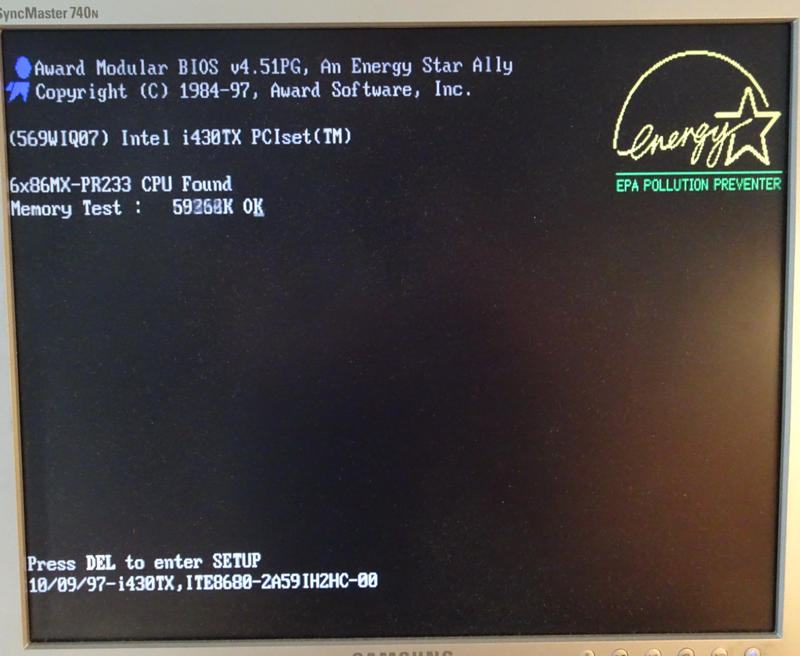 SyncMaster 740N
Award Modular BIOS v4.51PG, An Energy Star Ally
Copyright (C) 1984-97, Award Software, Inc.
energy
EPA POLLUTION PREVENTER
(569WIQ07) Intel i430TX PCIset(TM)
6x86MX-PR233 CPU Found
Memory Test : OK
Press DEL to enter SETUP
10/09/97-i430TX,ITE8680-2A59IH2HC-00
SAMSUNG